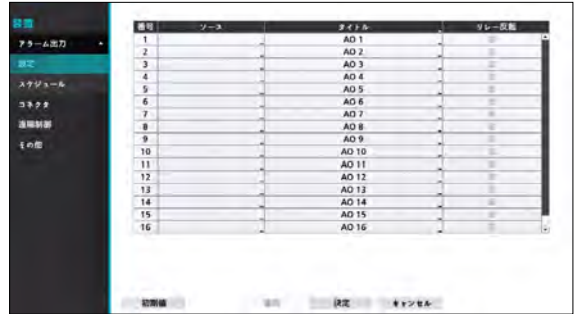 装置
アラーム出力
設定
スケジュール
コネクタ
遠隔制御
その他
番号 ソース タイトル リレー反転
1 AO 1
2 AO 2
3 AO 3
4 AO 4
5 AO 5
6 AO 6
7 AO 7
8 AO 8
9 AO 9
10 AO 10
11 AO 11
12 AO 12
13 AO 13
14 AO 14
15 AO 15
16 AO 16
初期値 決定 キャンセル